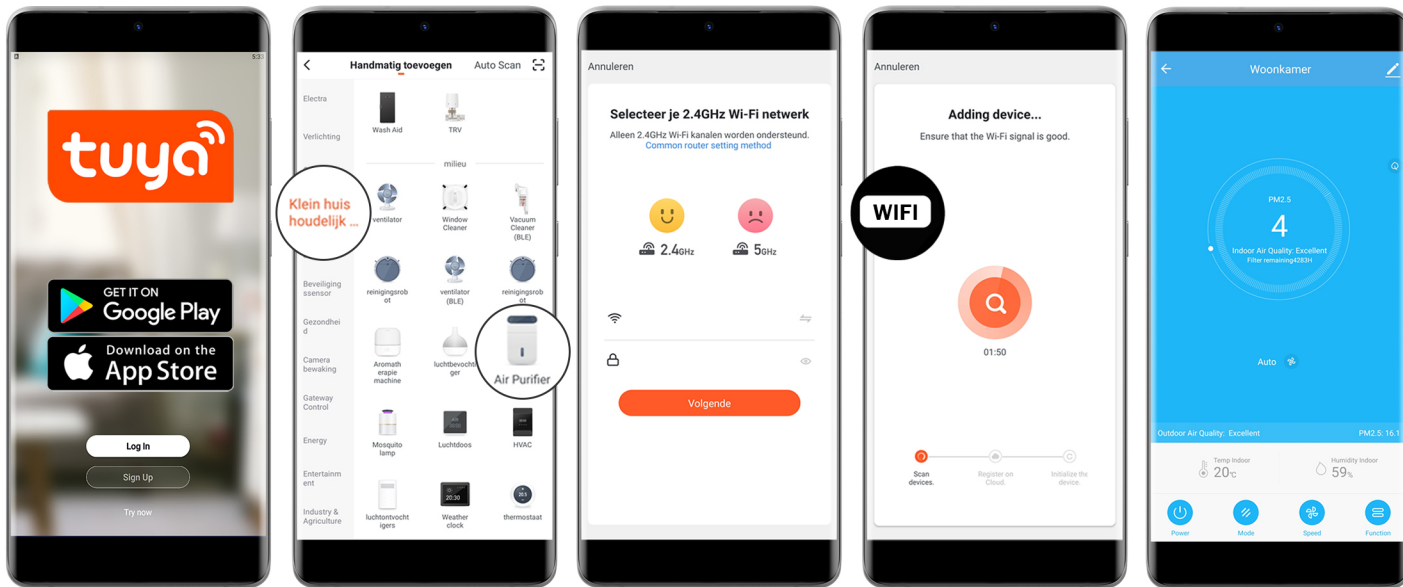 5:33
tuya
GET IT ON
Google Play
Download on the
App Store
Log In
Sign Up
Try now
Handmatig toevoegen
Auto Scan
Electra
Verlichting
Klein huis
houdelijk ...
Beveiliging
ssensor
Gezondhei
d
Camera
bewaking
Gateway
Control
Energy
Entertainm
ent
Industry &
Agriculture
Wash Aid
TRV
milieu
ventilator
Window
Cleaner
Vacuum
Cleaner
(BLE)
reinigingsrob
ot
ventilator
(BLE)
reinigingsrob
ot
Aromath
erapie
machine
luchtbevochti
ger
Air Purifier
Mosquito
lamp
Luchtdoos
HVAC
luchtontvocht
igers
20:30
Weather
clock
20.5
thermostaat
Annuleren
Selecteer je 2.4GHz Wi-Fi netwerk
Alleen 2.4GHz Wi-Fi kanalen worden ondersteund.
Common router setting method
2.4GHz
5GHz
Volgende
Annuleren
Adding device...
Ensure that the Wi-Fi signal is good.
WIFI
01:50
Scan
devices.
Register on
Cloud.
Initialize the
device.
Woonkamer
PM2.5
4
Indoor Air Quality: Excellent
Filter remaining4283H
Auto
Outdoor Air Quality: Excellent
PM2.5: 16.1
Temp Indoor
20℃
Humidity Indoor
59%
Power
Mode
Speed
Function